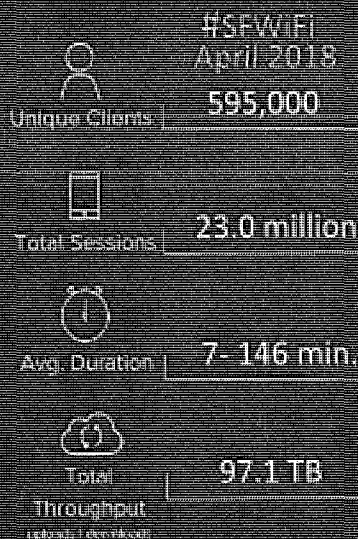 #SFWiFi
April 2018
Unique Clients
595,000
Total Sessions
23.0 million
Avg. Duration
7- 146 min.
Total
Throughput
97.1 TB